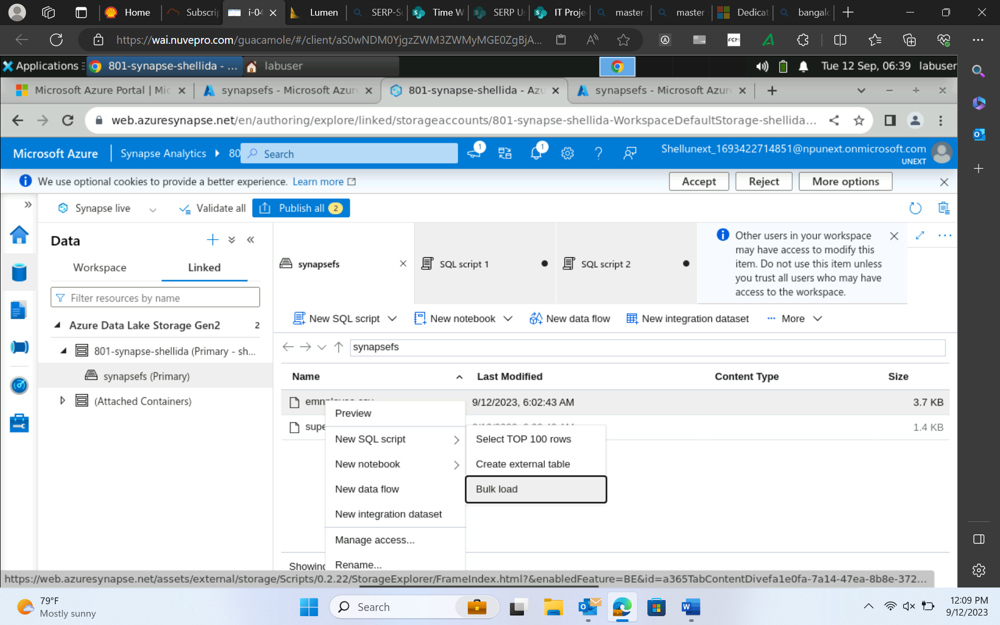 Home
Subscrip
i-04
Lumen
SERP-Su
Time W
SERP Us
IT Proje
master
master
Dedicat
bangalo
https://wai.nuvepro.com/guacamole/#/client/aS0wNDM0YjgzZWM3ZWMyMGE0ZgBjA...
Applications
801-synapse-shellida - ...
labuser
Tue 12 Sep, 06:39 labuser
Microsoft Azure Portal | Mic
synapsefs - Microsoft Azure
801-synapse-shellida - Azu
synapsefs - Microsoft Azure
web.azuresynapse.net/en/authoring/explore/linked/storageaccounts/801-synapse-shellida-WorkspaceDefaultStorage-shellida...
Microsoft Azure
Synapse Analytics
80
Search
1
1
Shellunext_1693422714851@npunext.onmicrosoft.com
UNEXT
We use optional cookies to provide a better experience. Learn more
Accept
Reject
More options
Synapse live
Validate all
Publish all 2
Data
Workspace
Linked
Filter resources by name
Azure Data Lake Storage Gen2 2
801-synapse-shellida (Primary - sh...
synapsefs (Primary)
(Attached Containers)
synapsefs
SQL script 1
SQL script 2
Other users in your workspace
may have access to modify this
item. Do not use this item unless
you trust all users who may have
access to the workspace.
New SQL script
New notebook
New data flow
New integration dataset
More
synapsefs
Name
Last Modified
Content Type
Size
9/12/2023, 6:02:43 AM
3.7 KB
supe
1.4 KB
Preview
New SQL script
New notebook
New data flow
New integration dataset
Manage access...
Rename...
Select TOP 100 rows
Create external table
Bulk load
Showing
https://web.azuresynapse.net/assets/external/storage/Scripts/0.2.22/StorageExplorer/FrameIndex.html?&enabledFeature=BE&id=a365TabContentDivefa1e0fa-7a14-47ea-8b8e-372...
79°F
Mostly sunny
Search
12:09 PM
9/12/2023